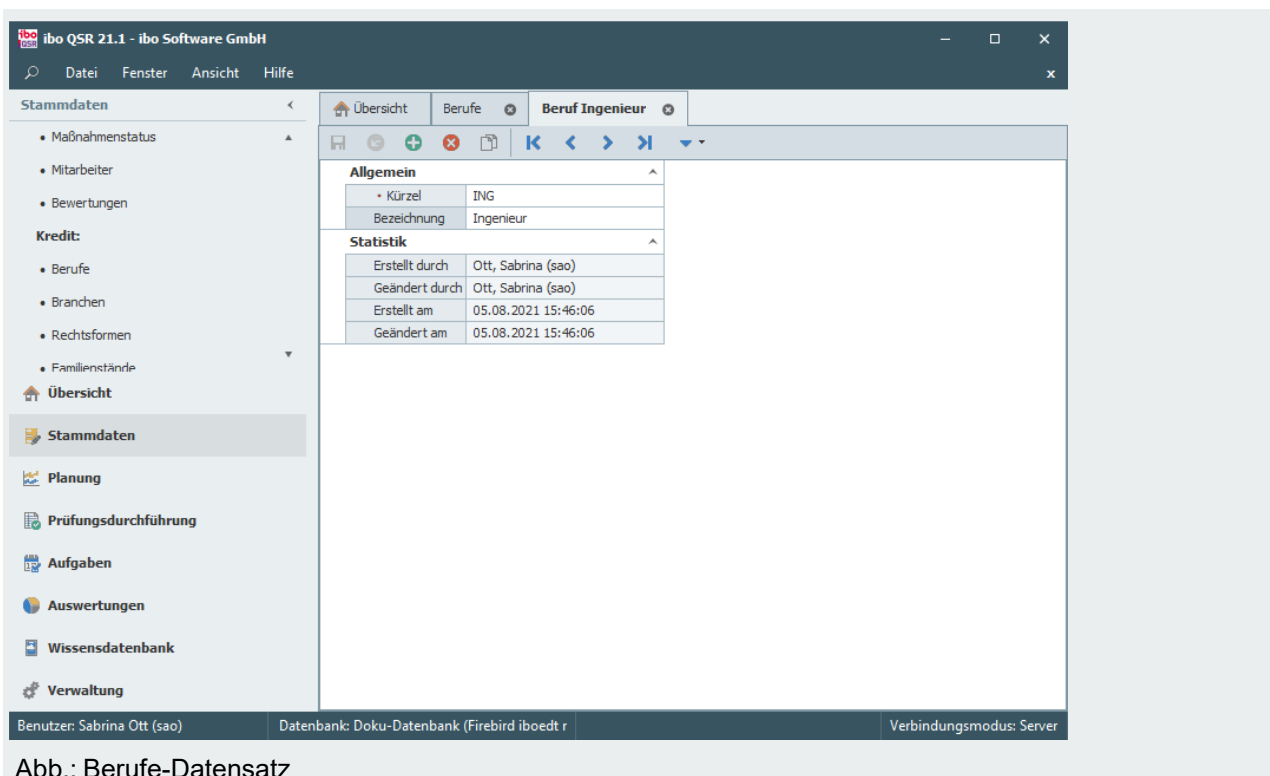 ibo QSR 21.1 - ibo Software GmbH
Datei Fenster Ansicht Hilfe
Stammdaten
• Maßnahmenstatus
• Mitarbeiter
• Bewertungen
Kredit:
• Berufe
• Branchen
• Rechtsformen
• Familienstände
Übersicht
Stammdaten
Planung
Prüfungsdurchführung
Aufgaben
Auswertungen
Wissensdatenbank
Verwaltung
Übersicht Berufe Beruf Ingenieur
Allgemein
• Kürzel ING
Bezeichnung Ingenieur
Statistik
Erstellt durch Ott, Sabrina (sao)
Geändert durch Ott, Sabrina (sao)
Erstellt am 05.08.2021 15:46:06
Geändert am 05.08.2021 15:46:06
Benutzer: Sabrina Ott (sao) Datenbank: Doku-Datenbank (Firebird iboedt r Verbindungsmodus: Server
Abb.: Berufe-Datensatz